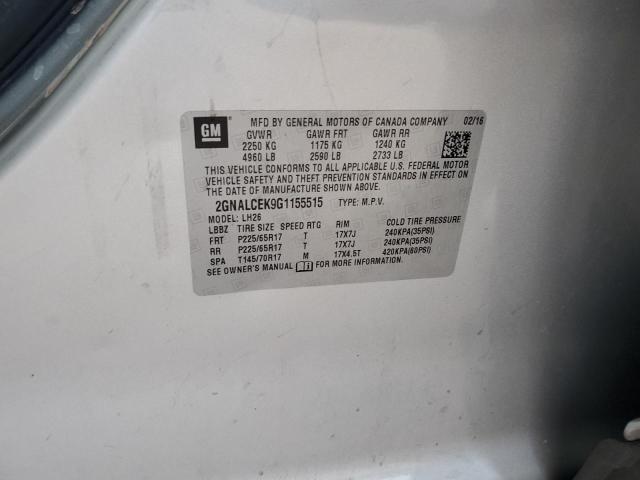 GM
MFD BY GENERAL MOTORS OF CANADA COMPANY 02/16
GVWR GAWR FRT GAWR RR
2250 KG 1175 KG 1240 KG
4960 LB 2590 LB 2733 LB
THIS VEHICLE CONFORMS TO ALL APPLICABLE U.S. FEDERAL MOTOR
VEHICLE SAFETY AND THEFT PREVENTION STANDARDS IN EFFECT ON
THE DATE OF MANUFACTURE SHOWN ABOVE.
2GNALCEK9G1155515 TYPE: M.P.V.
MODEL: LH26
LBBZ TIRE SIZE SPEED RTG RIM COLD TIRE PRESSURE
FRT P225/65R17 T 17X7J 240KPA(35PSI)
RR P225/65R17 T 17X7J 240KPA(35PSI)
SPA T145/70R17 M 17X4.5T 420KPA(60PSI)
SEE OWNER'S MANUAL FOR MORE INFORMATION.